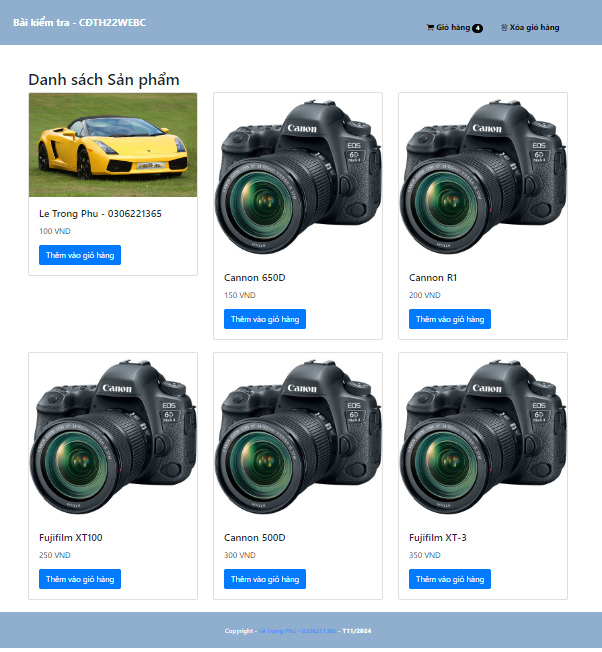 Bài kiểm tra - CĐTH22WEBC
Giỏ hàng 4 Xóa giỏ hàng
Danh sách Sản phẩm
Le Trong Phu - 0306221365
100 VND
Thêm vào giỏ hàng
Canon
EOS
6D
Mark II
Cannon 650D
150 VND
Thêm vào giỏ hàng
Canon
EOS
6D
Mark II
Cannon R1
200 VND
Thêm vào giỏ hàng
Canon
EOS
6D
Mark II
Fujifilm XT100
250 VND
Thêm vào giỏ hàng
Canon
EOS
6D
Mark II
Cannon 500D
300 VND
Thêm vào giỏ hàng
Canon
EOS
6D
Mark II
Fujifilm XT-3
350 VND
Thêm vào giỏ hàng
Copyright - Le Trong Phu - 0306221365 - T11/2024